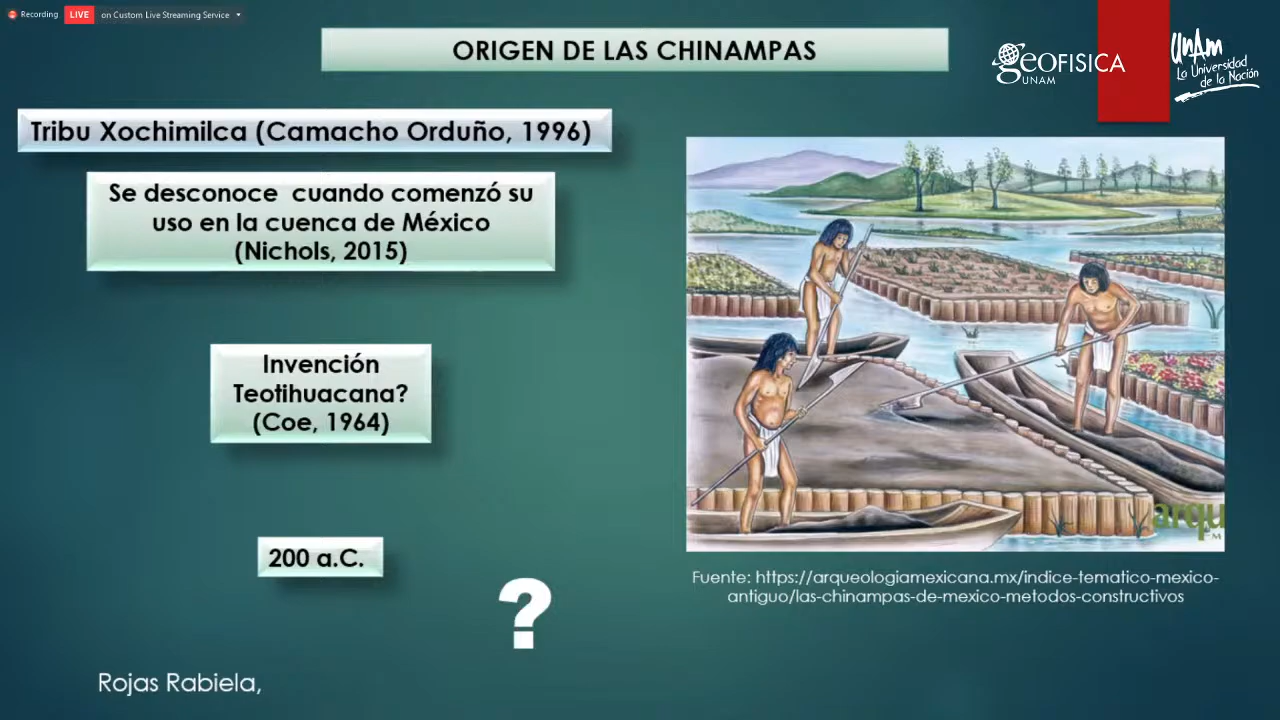 Recording
LIVE
on Custom Live Streaming Service
ORIGEN DE LAS CHINAMPAS
GEOFISICA
UNAM
UnAm
La Universidad
de la Nación
Tribu Xochimilca (Camacho Orduño, 1996)
Se desconoce cuando comenzó su
uso en la cuenca de México
(Nichols, 2015)
Invención
Teotihuacana?
(Coe, 1964)
200 a.C.
?
Rojas Rabiela,
arqu
Fuente: https://arqueologiamexicana.mx/indice-tematico-mexico-
antiguo/las-chinampas-de-mexico-metodos-constructivos